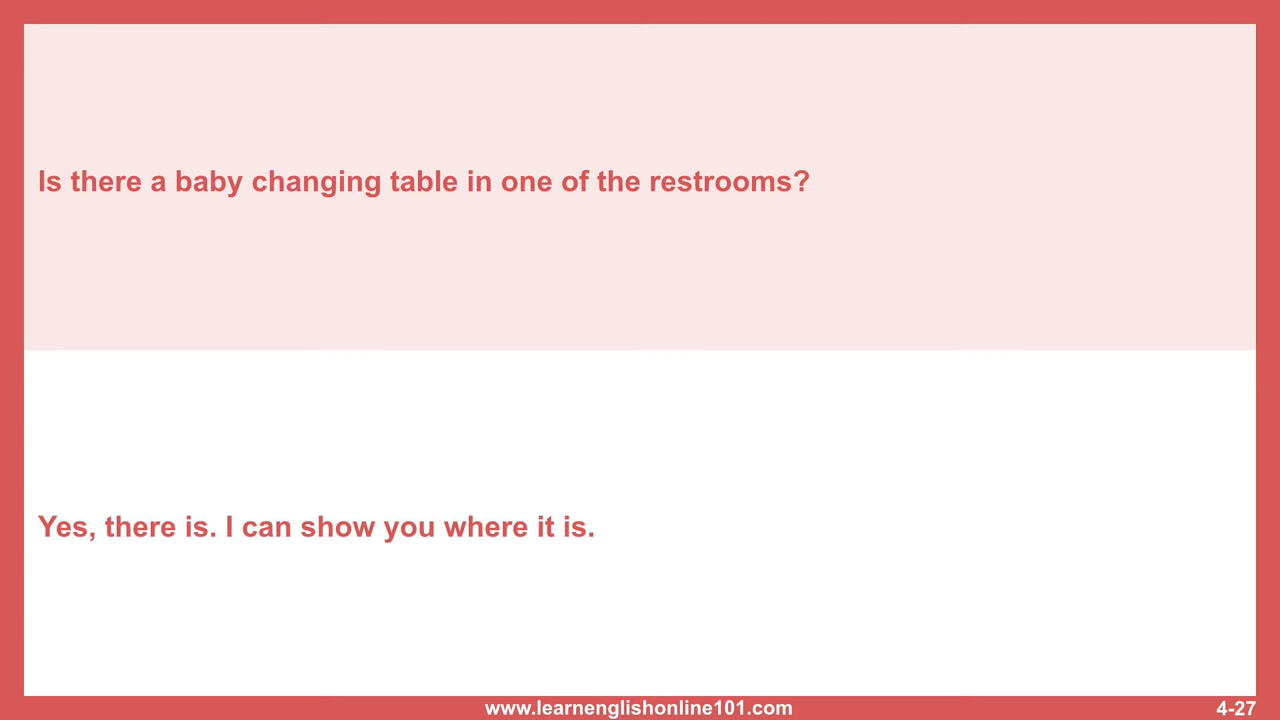 Is there a baby changing table in one of the restrooms?
Yes, there is. I can show you where it is.
www.learnenglishonline101.com
4-27